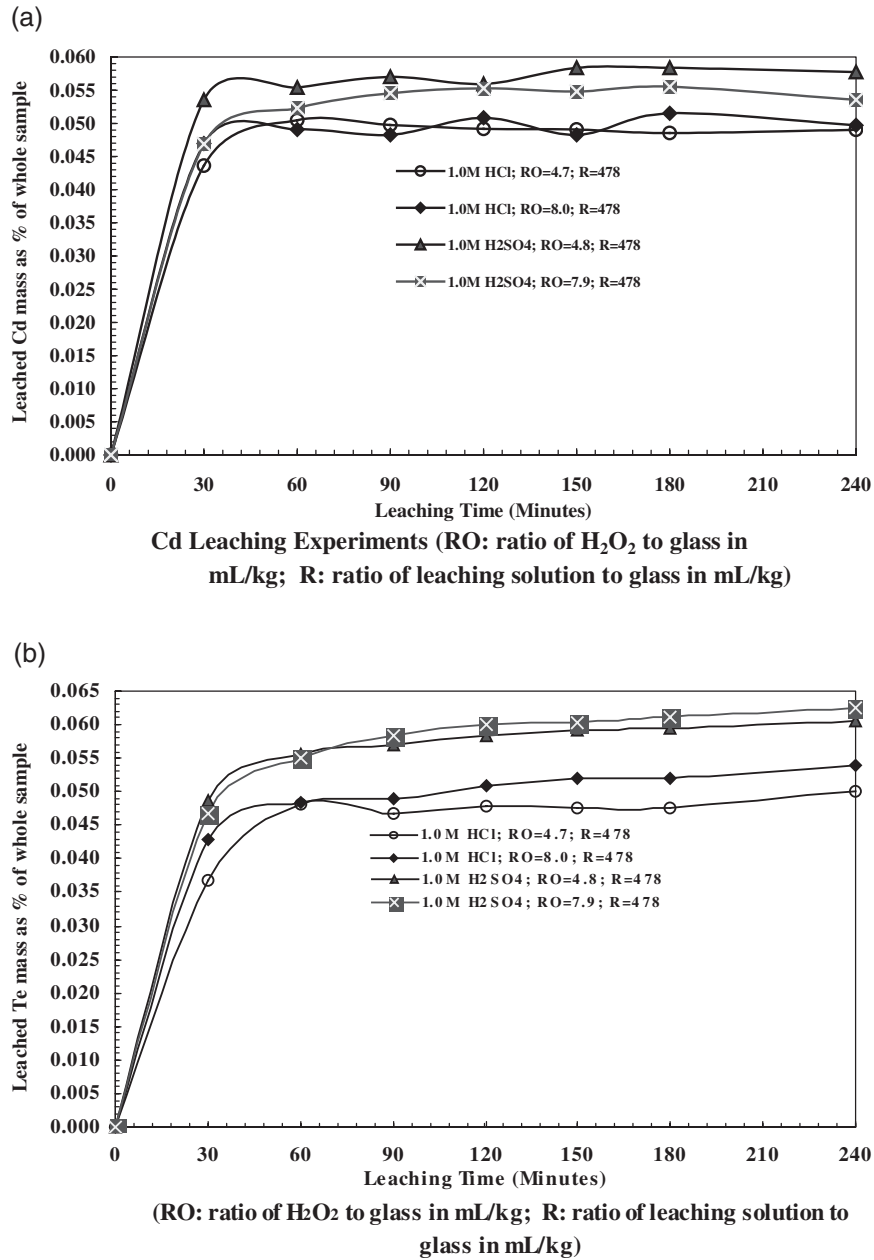 (a)
0.060
0.055
0.050
0.045
0.040
0.035
0.030
0.025
0.020
0.015
0.010
0.005
0.000
Leached Cd mass as % of whole sample
1.0M HCl; RO=4.7; R=478
1.0M HCl; RO=8.0; R=478
1.0M H2SO4; RO=4.8; R=478
1.0M H2SO4; RO=7.9; R=478
0 30 60 90 120 150 180 210 240
Leaching Time (Minutes)
Cd Leaching Experiments (RO: ratio of H₂O₂ to glass in
mL/kg; R: ratio of leaching solution to glass in mL/kg)
(b)
0.065
0.060
0.055
0.050
0.045
0.040
0.035
0.030
0.025
0.020
0.015
0.010
0.005
0.000
Leached Te mass as % of whole sample
1.0 M HCl; RO=4.7; R=478
1.0 M HCl; RO=8.0; R=478
1.0 M H2SO4; RO=4.8; R=478
1.0 M H2SO4; RO=7.9; R=478
0 30 60 90 120 150 180 210 240
Leaching Time (Minutes)
(RO: ratio of H₂O₂ to glass in mL/kg; R: ratio of leaching solution to
glass in mL/kg)